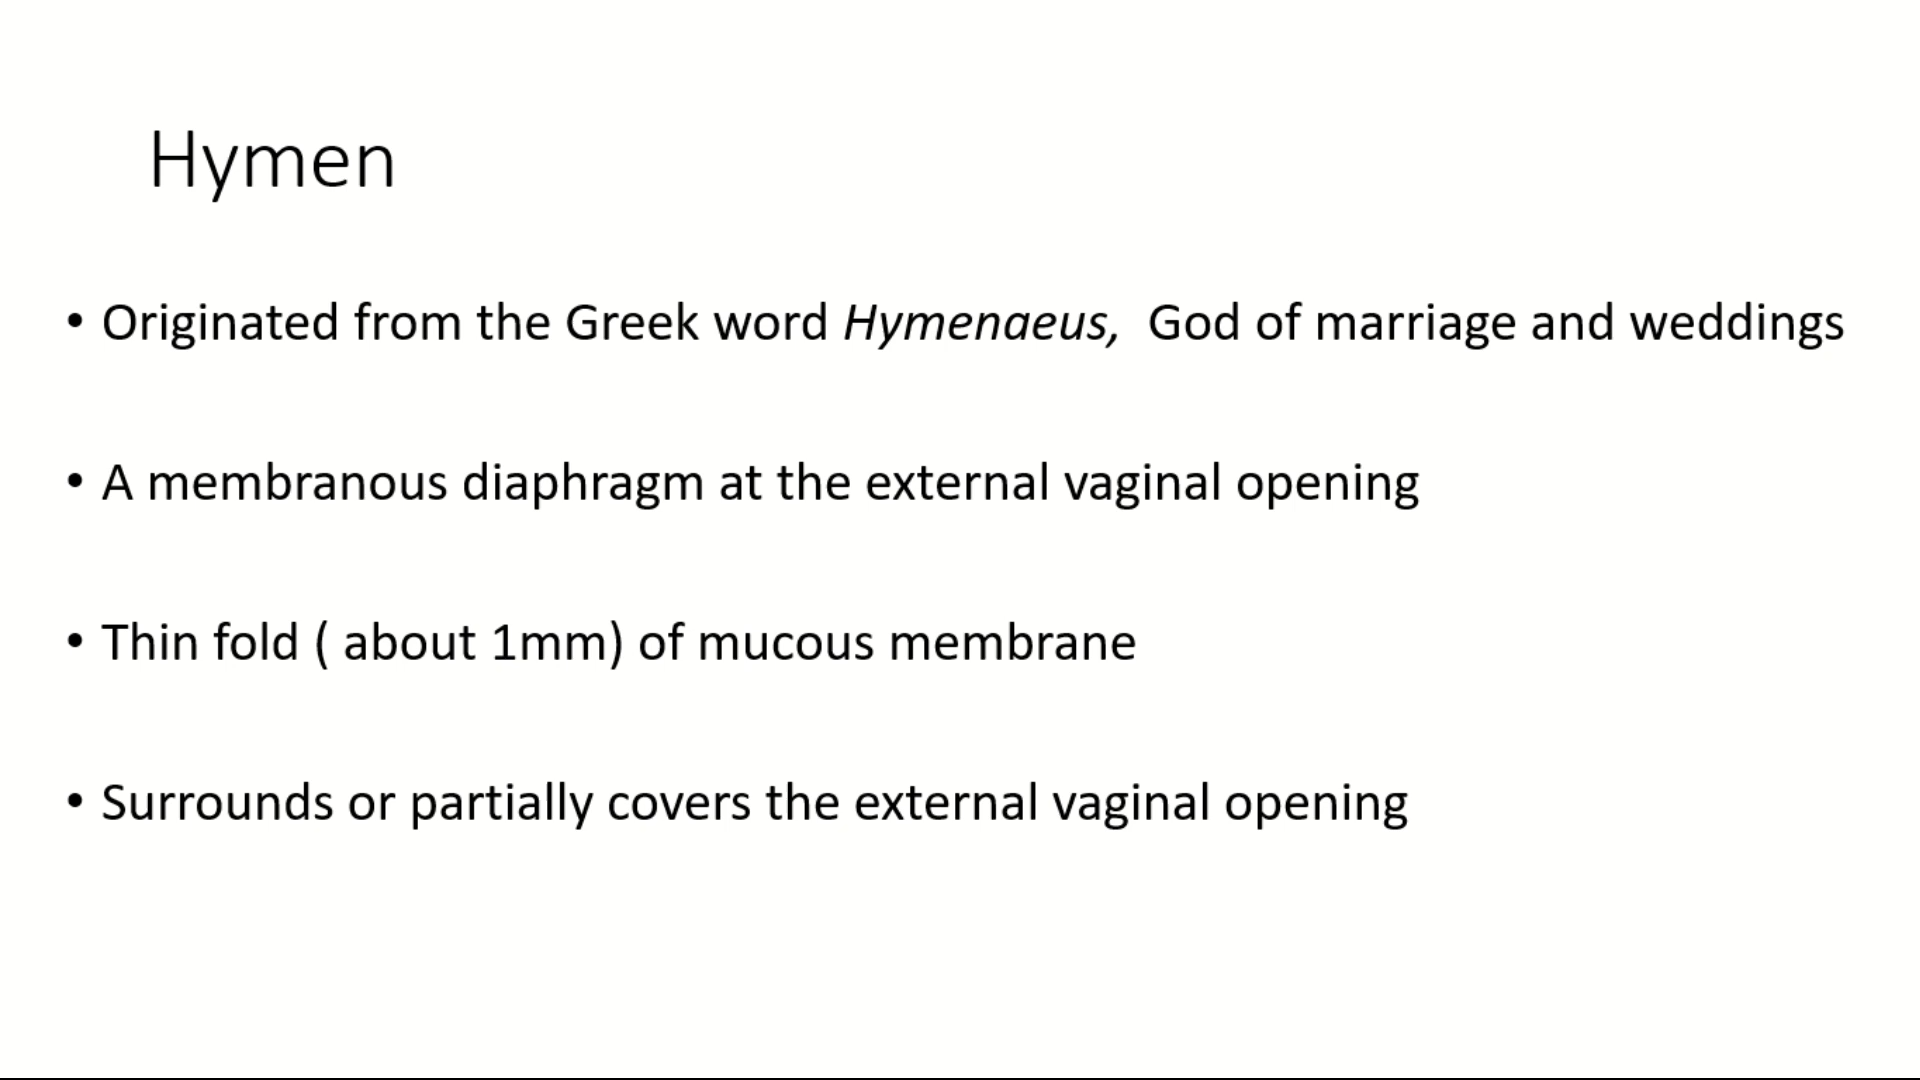 Hymen
• Originated from the Greek word Hymenaeus, God of marriage and weddings
• A membranous diaphragm at the external vaginal opening
• Thin fold ( about 1mm) of mucous membrane
• Surrounds or partially covers the external vaginal opening